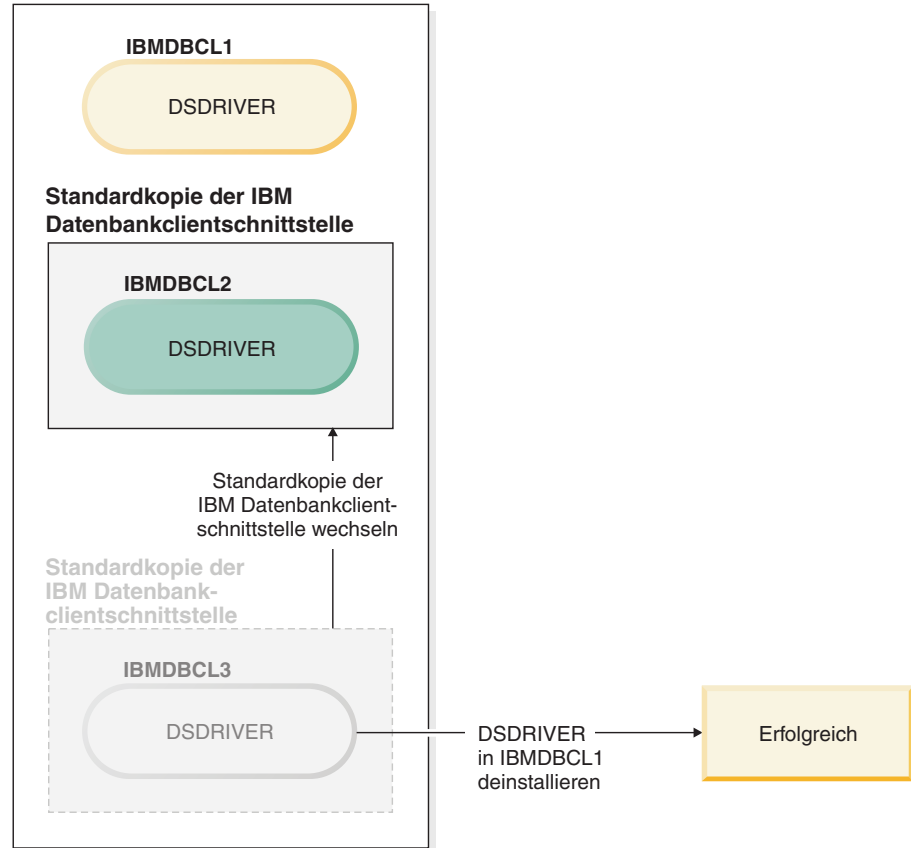 IBMDBCL1
DSDRIVER
Standardkopie der IBM
Datenbankclientschnittstelle
IBMDBCL2
DSDRIVER
Standardkopie der
IBM Datenbankclient-
schnittstelle wechseln
Standardkopie der
IBM Datenbank-
clientschnittstelle
IBMDBCL3
DSDRIVER
DSDRIVER
in IBMDBCL1
deinstallieren
Erfolgreich